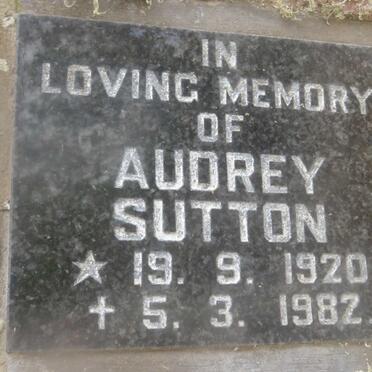 IN
LOVING MEMORY
OF
AUDREY
SUTTON
★ 19. 9. 1920
✝ 5. 3. 1982.